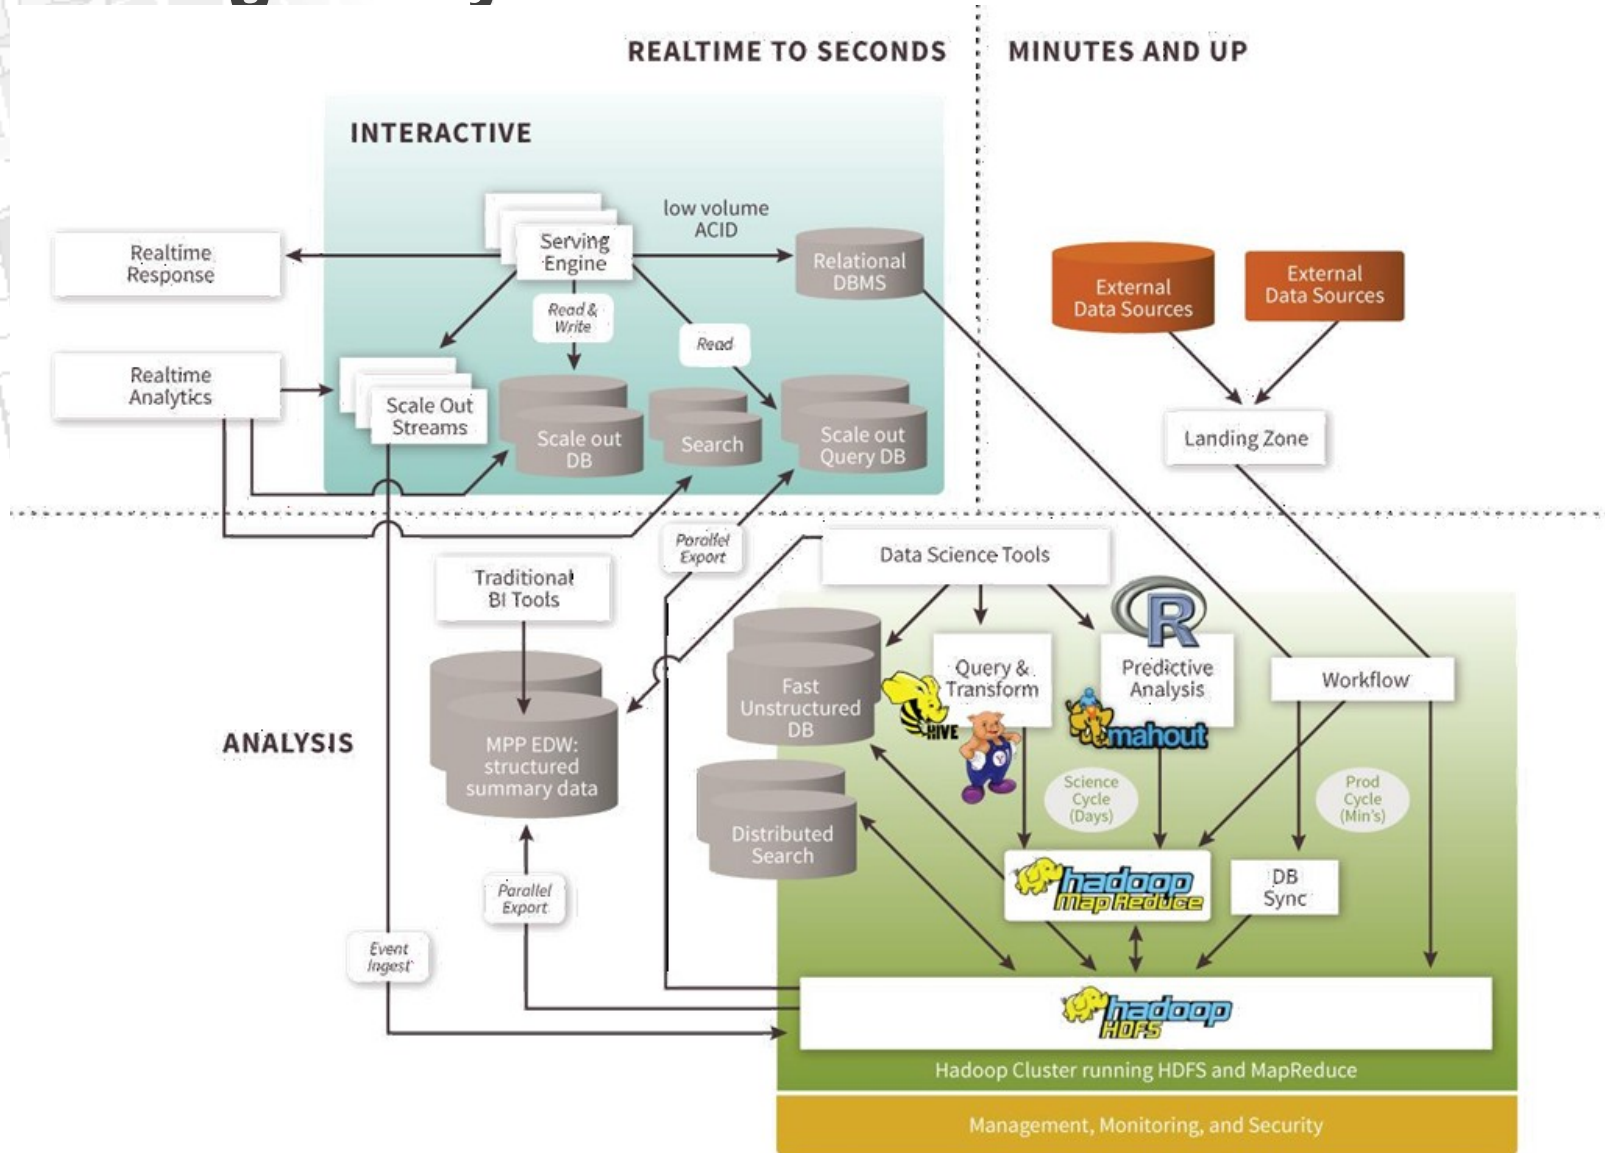 REALTIME TO SECONDS
MINUTES AND UP
INTERACTIVE
Realtime
Response
Serving
Engine
low volume
ACID
Relational
DBMS
External
Data Sources
External
Data Sources
Read &
Write
Read
Realtime
Analytics
Scale Out
Streams
Scale out
DB
Search
Scale out
Query DB
Landing Zone
Parallel
Export
Data Science Tools
Traditional
BI Tools
ANALYSIS
MPP EDW:
structured
summary data
Fast
Unstructured
DB
Query &
Transform
HIVE
Y
R
Predictive
Analysis
mahout
Workflow
Science
Cycle
(Days)
Prod
Cycle
(Min's)
Distributed
Search
hadoop
Map Reduce
DB
Sync
Parallel
Export
Event
Ingest
hadoop
HDFS
Hadoop Cluster running HDFS and MapReduce
Management, Monitoring, and Security